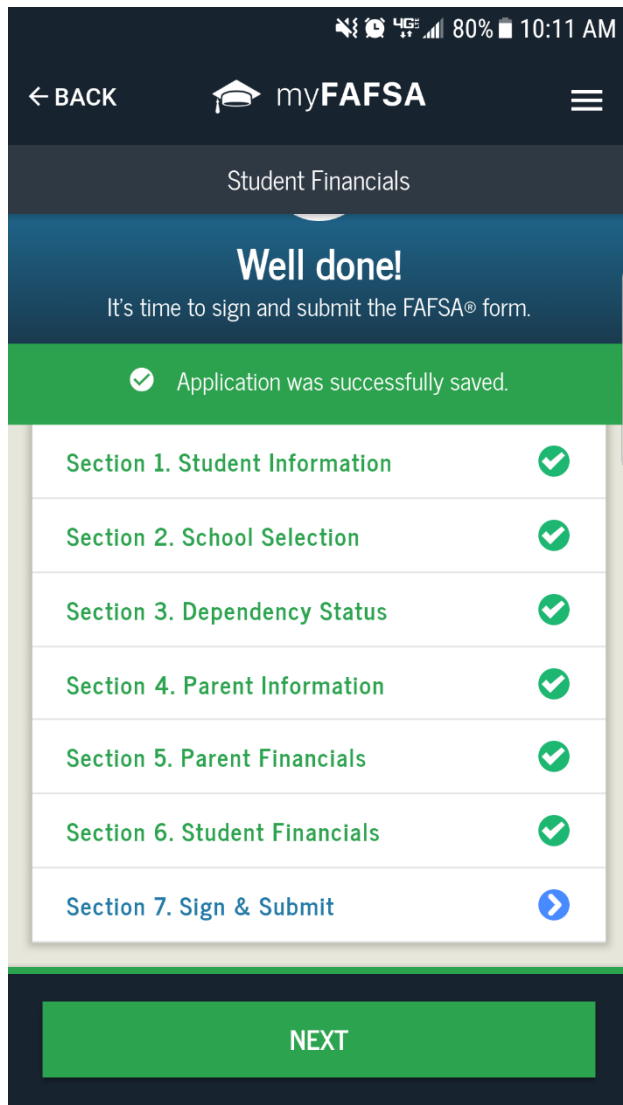 4G 80% 10:11 AM
← BACK myFAFSA
Student Financials
Well done!
It's time to sign and submit the FAFSA® form.
Application was successfully saved.
Section 1. Student Information
Section 2. School Selection
Section 3. Dependency Status
Section 4. Parent Information
Section 5. Parent Financials
Section 6. Student Financials
Section 7. Sign & Submit
NEXT